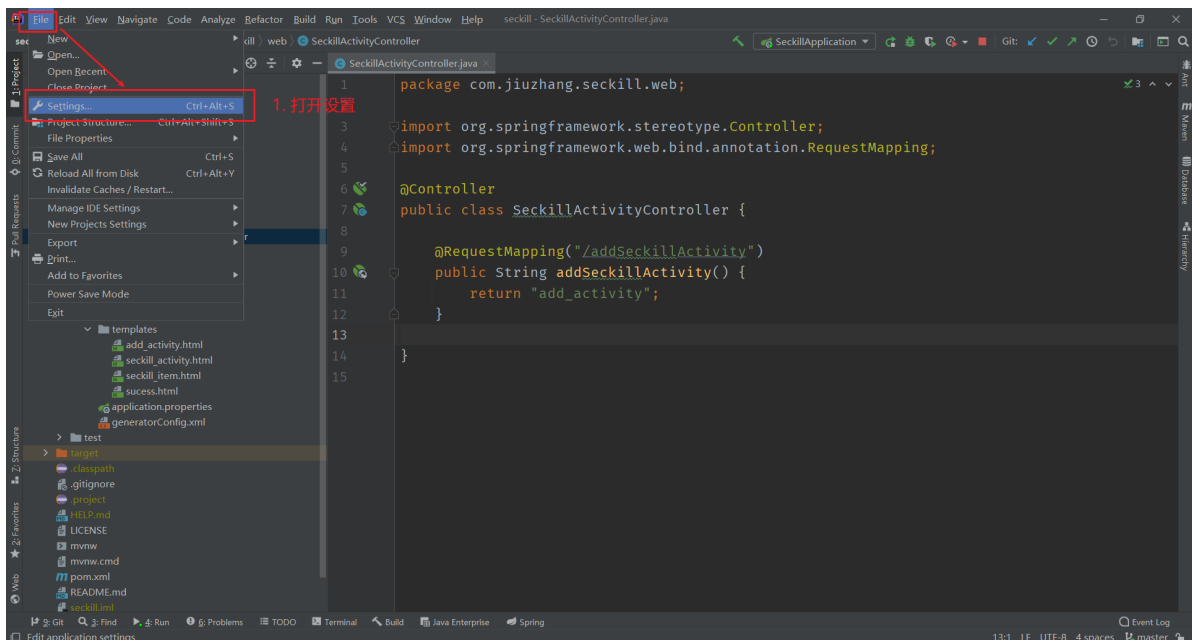 File Edit View Navigate Code Analyze Refactor Build Run Tools VCS Window Help seckill - SeckillActivityController.java
kill web SeckillActivityController SeckillApplication Git:
SeckillActivityController.java
New
Open...
Open Recent
Close Project
Settings... Ctrl+Alt+S
1. 打开设置
Project Structure... Ctrl+Alt+Shift+S
File Properties
Save All Ctrl+S
Reload All from Disk Ctrl+Alt+Y
Invalidate Caches / Restart...
Manage IDE Settings
New Projects Settings
Export
Print...
Add to Favorites
Power Save Mode
Exit
templates
add_activity.html
seckill_activity.html
seckill_item.html
sucess.html
application.properties
generatorConfig.xml
test
target
.classpath
.gitignore
.project
HELP.md
LICENSE
mvnw
mvnw.cmd
pom.xml
README.md
seckill.iml
1: Project
0: Commit
Pull Requests
7: Structure
2: Favorites
Web
1 package com.jiuzhang.seckill.web;
3 import org.springframework.stereotype.Controller;
4 import org.springframework.web.bind.annotation.RequestMapping;
5
6 @Controller
7 public class SeckillActivityController {
8
9 @RequestMapping("/addSeckillActivity")
10 public String addSeckillActivity() {
11 return "add_activity";
12 }
13
14 }
15
3
Ant
Maven
Database
Hierarchy
9: Git 3: Find 4: Run 6: Problems TODO Terminal Build Java Enterprise Spring Event Log
Edit application settings 13:1 LF UTF-8 4 spaces master